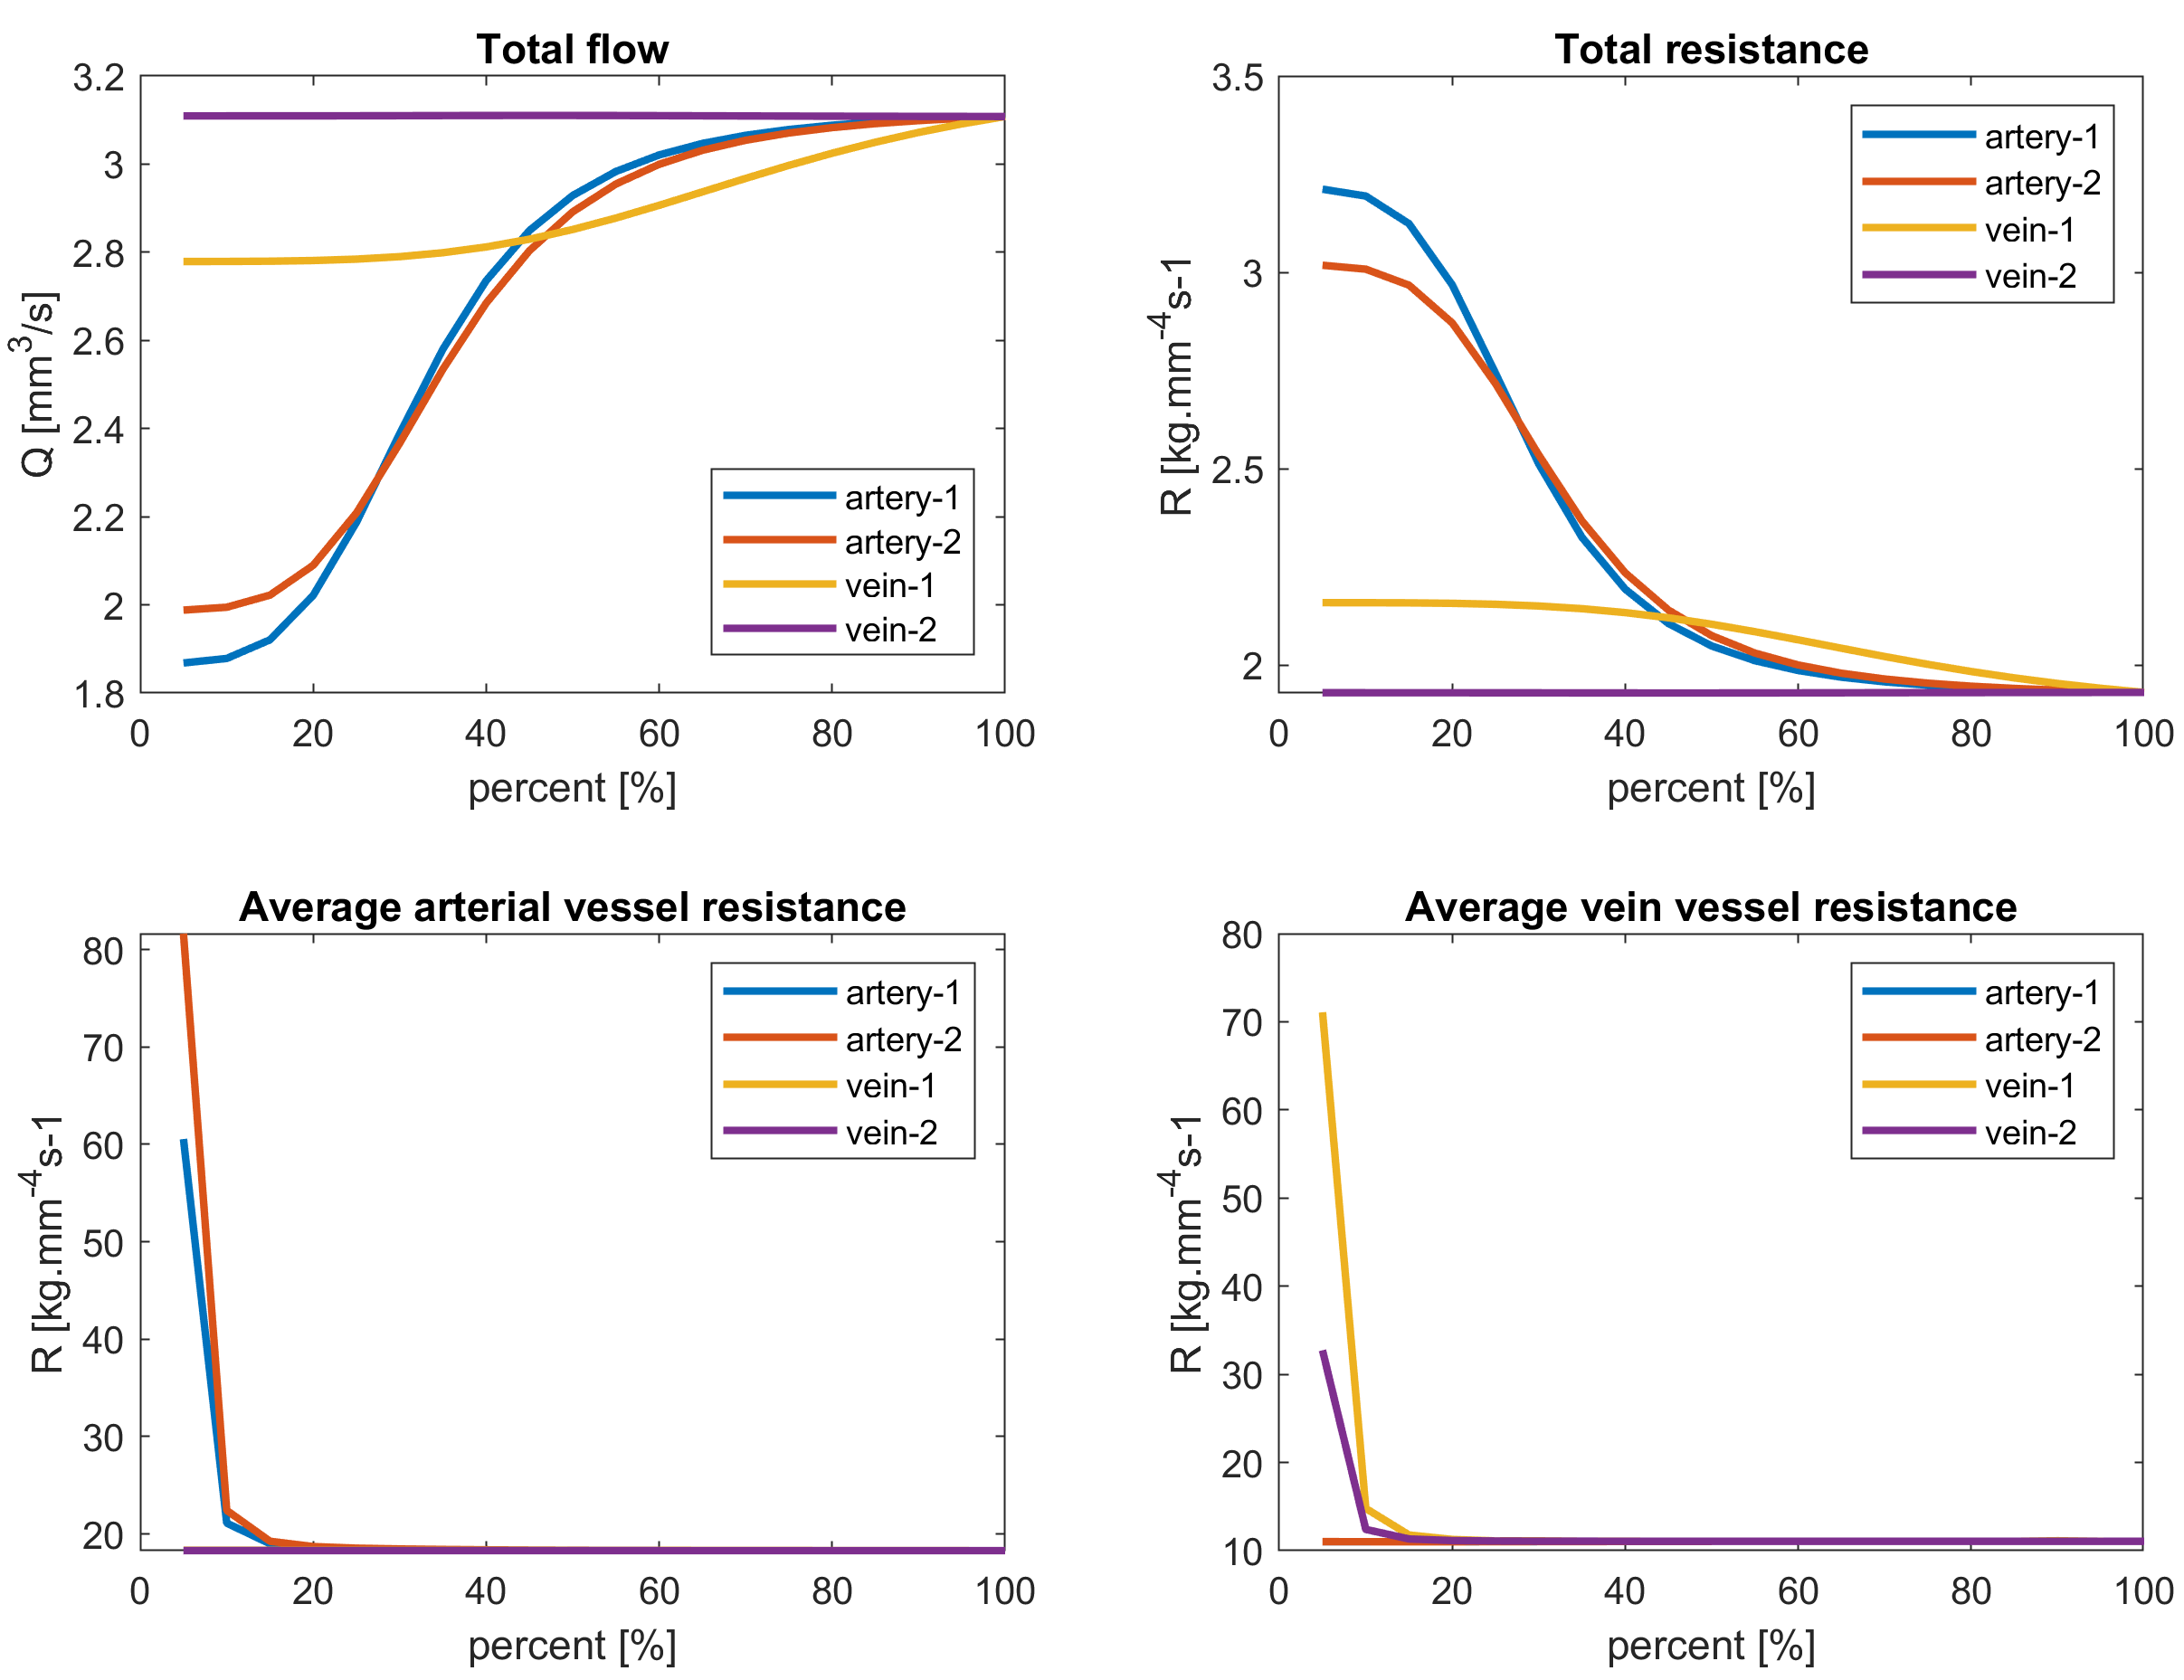 Total flow
3.2
3
2.8
2.6
2.4
2.2
2
1.8
Q [mm³/s]
0 20 40 60 80 100
percent [%]
artery-1
artery-2
vein-1
vein-2
Total resistance
3.5
3
2.5
2
R [kg.mm⁻⁴s-1
0 20 40 60 80 100
percent [%]
artery-1
artery-2
vein-1
vein-2
Average arterial vessel resistance
80
70
60
50
40
30
20
R [kg.mm⁻⁴s-1
0 20 40 60 80 100
percent [%]
artery-1
artery-2
vein-1
vein-2
Average vein vessel resistance
80
70
60
50
40
30
20
10
R [kg.mm⁻⁴s-1
0 20 40 60 80 100
percent [%]
artery-1
artery-2
vein-1
vein-2